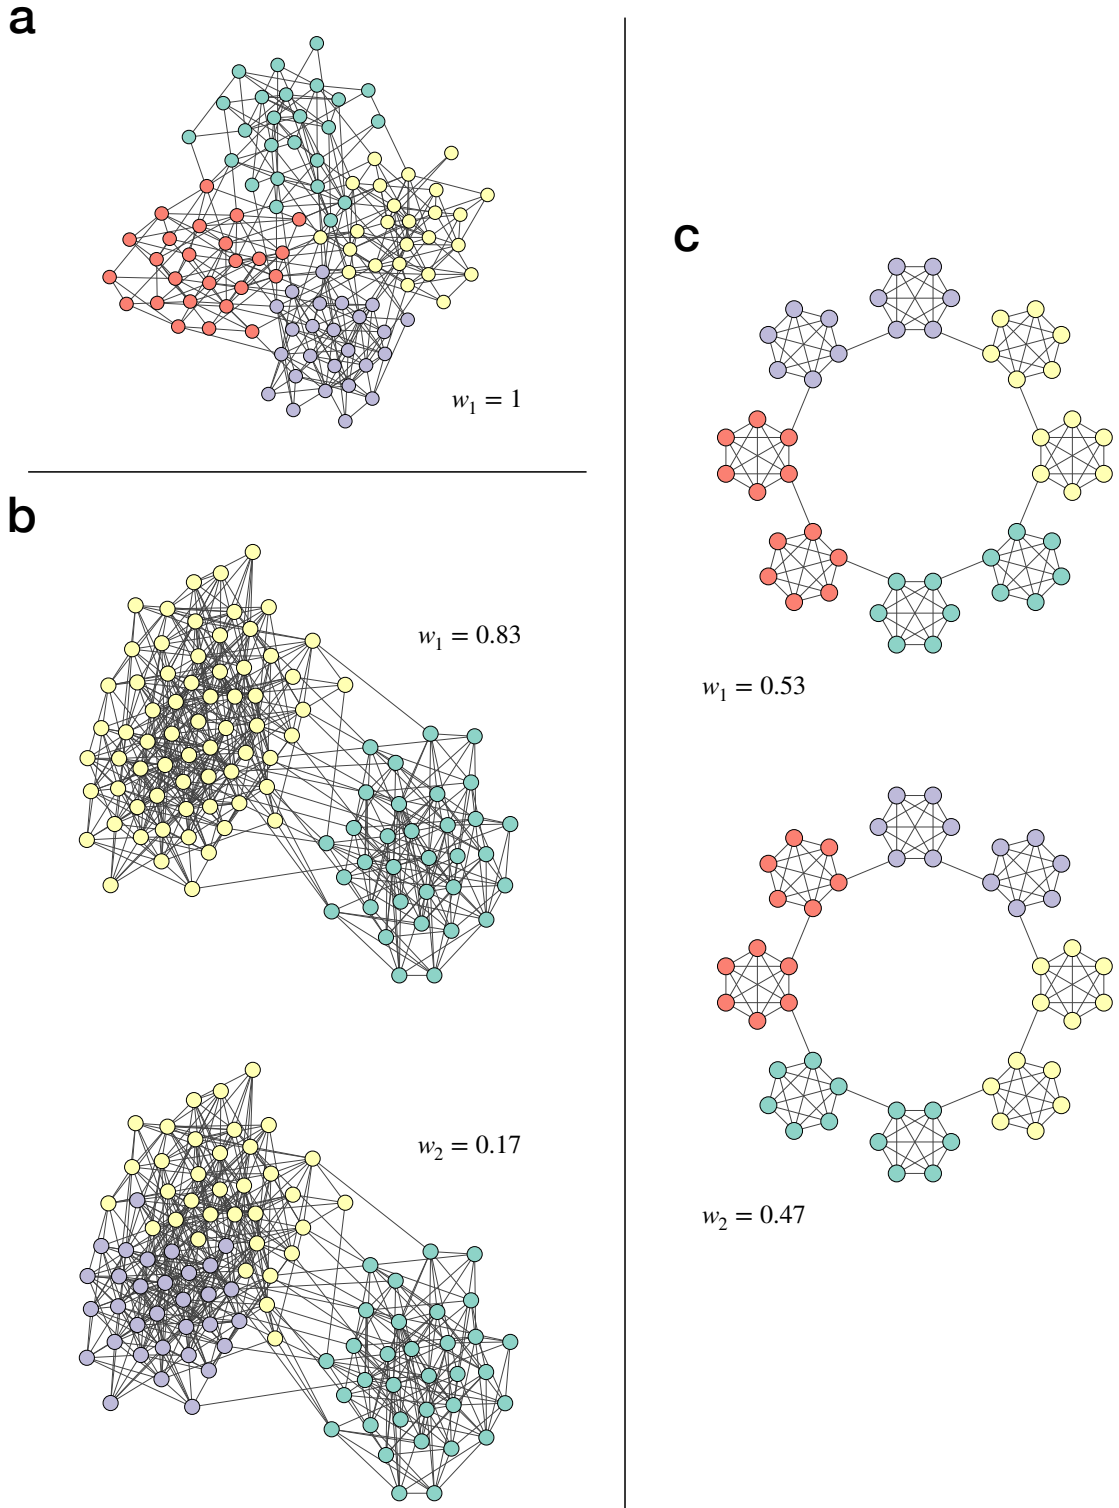 a
w₁ = 1
b
w₁ = 0.83
w₂ = 0.17
c
w₁ = 0.53
w₂ = 0.47